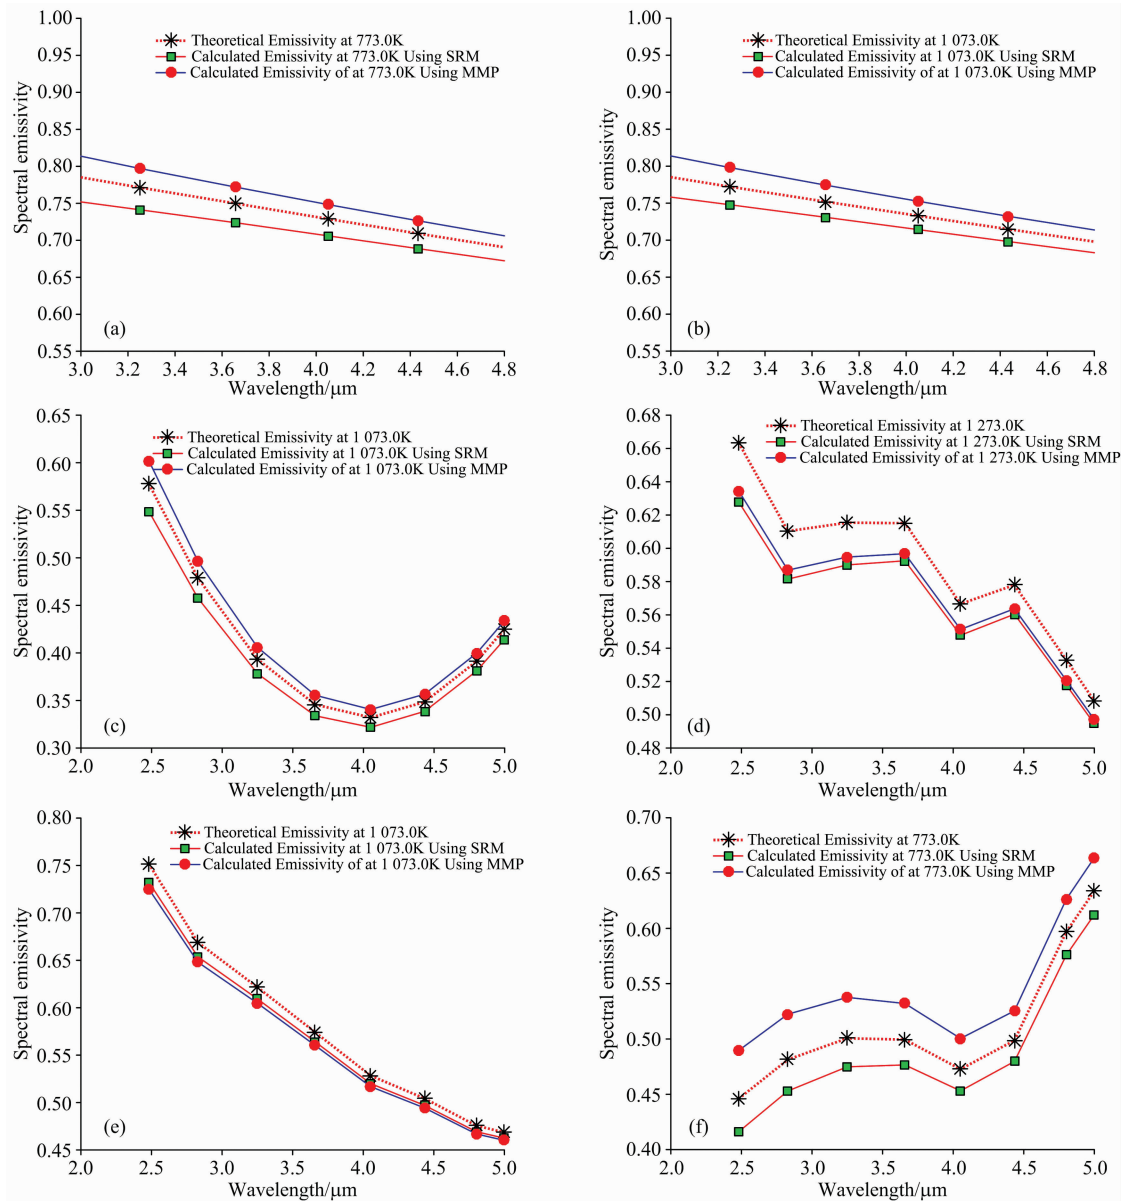 1.00
0.95
0.90
0.85
0.80
0.75
0.70
0.65
0.60
0.55
Spectral emissivity
Theoretical Emissivity at 773.0K
Calculated Emissivity at 773.0K Using SRM
Calculated Emissivity of at 773.0K Using MMP
(a)
3.0 3.2 3.4 3.6 3.8 4.0 4.2 4.4 4.6 4.8
Wavelength/μm
1.00
0.95
0.90
0.85
0.80
0.75
0.70
0.65
0.60
0.55
Spectral emissivity
Theoretical Emissivity at 1 073.0K
Calculated Emissivity at 1 073.0K Using SRM
Calculated Emissivity of at 1 073.0K Using MMP
(b)
3.0 3.2 3.4 3.6 3.8 4.0 4.2 4.4 4.6 4.8
Wavelength/μm
0.65
0.60
0.55
0.50
0.45
0.40
0.35
0.30
Spectral emissivity
Theoretical Emissivity at 1 073.0K
Calculated Emissivity at 1 073.0K Using SRM
Calculated Emissivity of at 1 073.0K Using MMP
(c)
2.0 2.5 3.0 3.5 4.0 4.5 5.0
Wavelength/μm
0.68
0.66
0.64
0.62
0.60
0.58
0.56
0.54
0.52
0.50
0.48
Spectral emissivity
Theoretical Emissivity at 1 273.0K
Calculated Emissivity at 1 273.0K Using SRM
Calculated Emissivity of at 1 273.0K Using MMP
(d)
2.0 2.5 3.0 3.5 4.0 4.5 5.0
Wavelength/μm
0.80
0.75
0.70
0.65
0.60
0.55
0.50
0.45
Spectral emissivity
Theoretical Emissivity at 1 073.0K
Calculated Emissivity at 1 073.0K Using SRM
Calculated Emissivity of at 1 073.0K Using MMP
(e)
2.0 2.5 3.0 3.5 4.0 4.5 5.0
Wavelength/μm
0.70
0.65
0.60
0.55
0.50
0.45
0.40
Spectral emissivity
Theoretical Emissivity at 773.0K
Calculated Emissivity at 773.0K Using SRM
Calculated Emissivity of at 773.0K Using MMP
(f)
2.0 2.5 3.0 3.5 4.0 4.5 5.0
Wavelength/μm